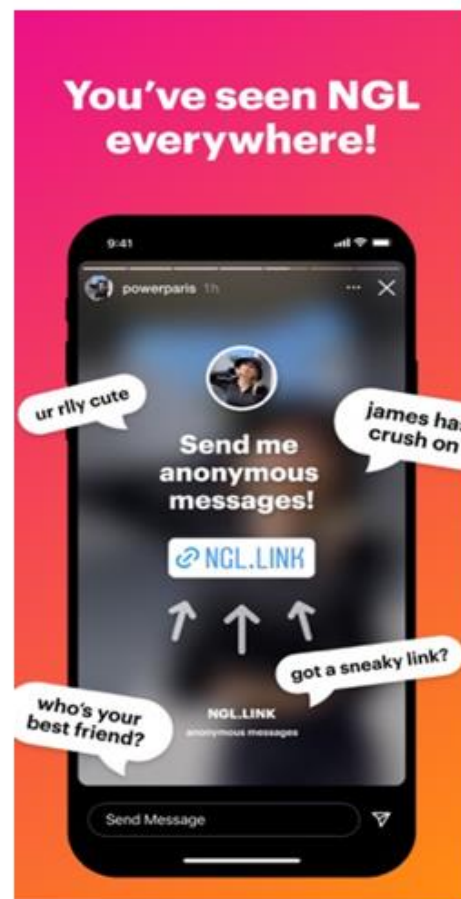 You've seen NGL
everywhere!
9:41
powerparis 1h
ur rlly cute
james has
crush on
Send me
anonymous
messages!
NGL.LINK
got a sneaky link?
who's your
best friend?
NGL.LINK
anonymous messages
Send Message